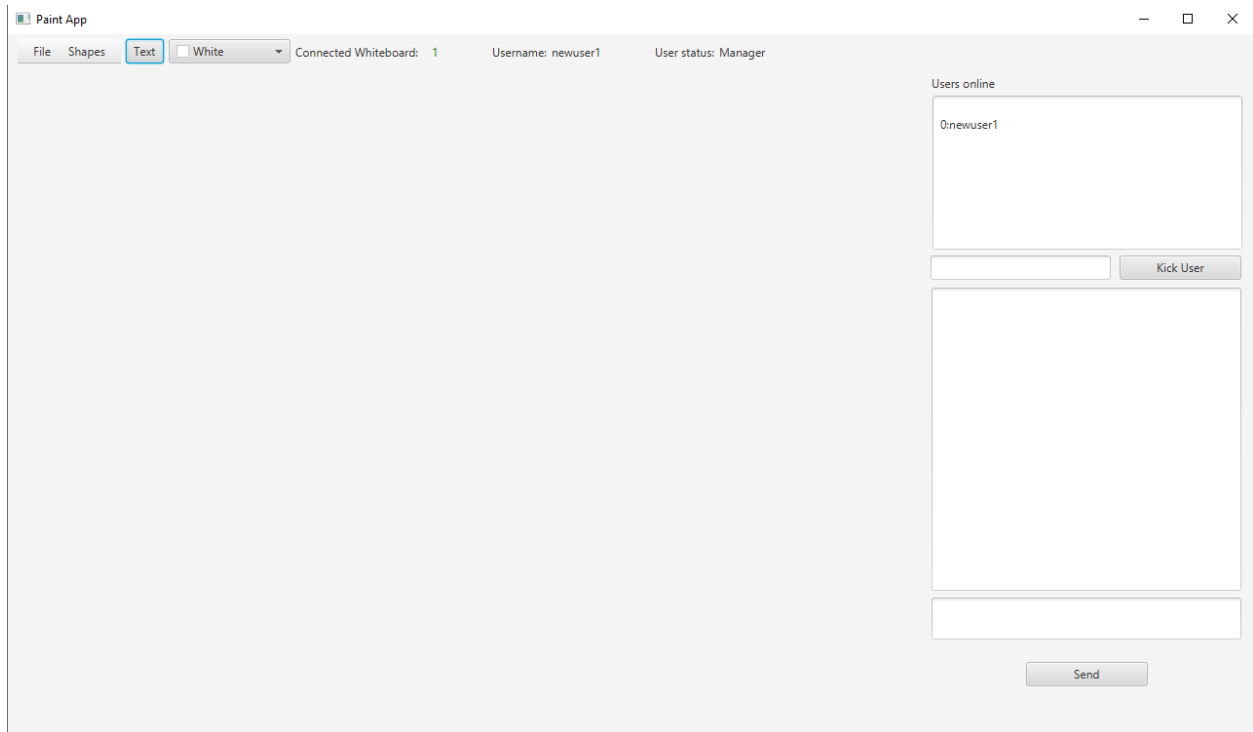 Paint App
File Shapes Text White Connected Whiteboard: 1 Username: newuser1 User status: Manager
Users online
0:newuser1
Kick User
Send